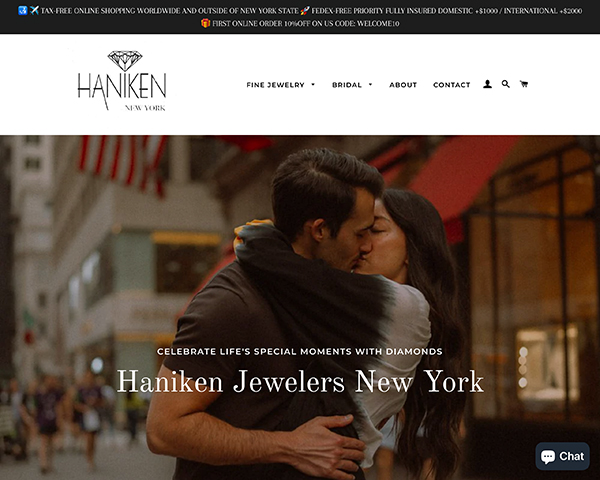 🛃 ✈️ TAX-FREE ONLINE SHOPPING WORLDWIDE AND OUTSIDE OF NEW YORK STATE 🚀 FEDEX-FREE PRIORITY FULLY INSURED DOMESTIC +$1000 / INTERNATIONAL +$2000
🎁 FIRST ONLINE ORDER 10%OFF ON US CODE: WELCOME10
HANIKEN
NEW YORK
FINE JEWELRY BRIDAL ABOUT CONTACT
CELEBRATE LIFE'S SPECIAL MOMENTS WITH DIAMONDS
Haniken Jewelers New York
Chat